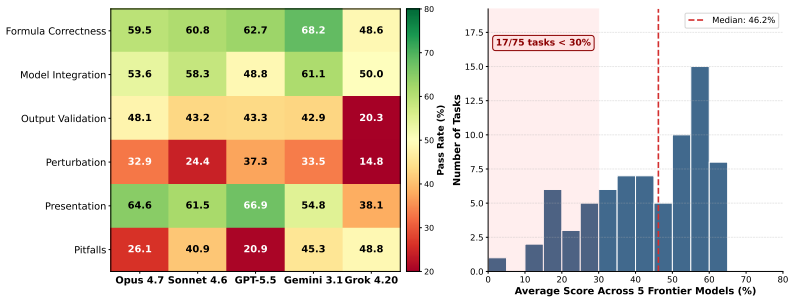 Formula Correctness 59.5 60.8 62.7 68.2 48.6
Model Integration 53.6 58.3 48.8 61.1 50.0
Output Validation 48.1 43.2 43.3 42.9 20.3
Perturbation 32.9 24.4 37.3 33.5 14.8
Presentation 64.6 61.5 66.9 54.8 38.1
Pitfalls 26.1 40.9 20.9 45.3 48.8
Opus 4.7 Sonnet 4.6 GPT-5.5 Gemini 3.1 Grok 4.20
80
70
60
50
40
30
20
Pass Rate (%)
Number of Tasks
17.5
15.0
12.5
10.0
7.5
5.0
2.5
0.0
17/75 tasks < 30%
Median: 46.2%
0 10 20 30 40 50 60 70 80
Average Score Across 5 Frontier Models (%)